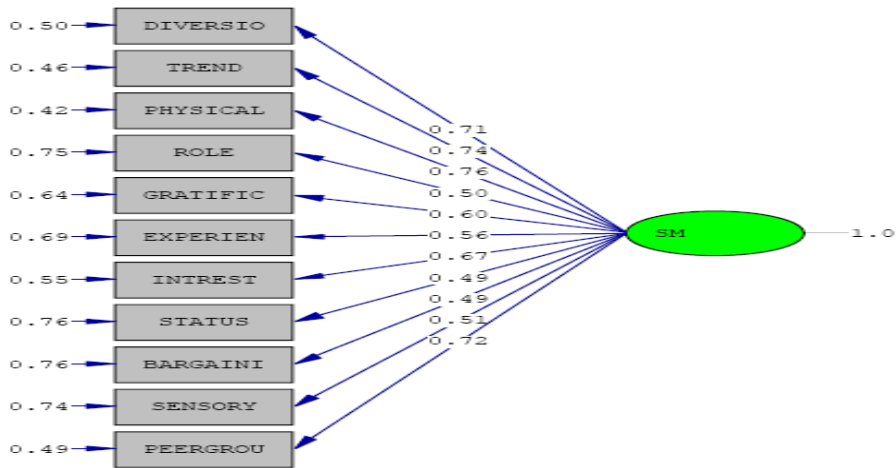 0.50 DIVERSIO
0.46 TREND
0.42 PHYSICAL
0.71
0.75 ROLE
0.74
0.76
0.64 GRATIFIC
0.50
0.60
0.69 EXPERIEN
0.56
SM 1.0
0.67
0.55 INTREST
0.49
0.49
0.76 STATUS
0.51
0.72
0.76 BARGAINI
0.74 SENSORY
0.49 PEERGROU